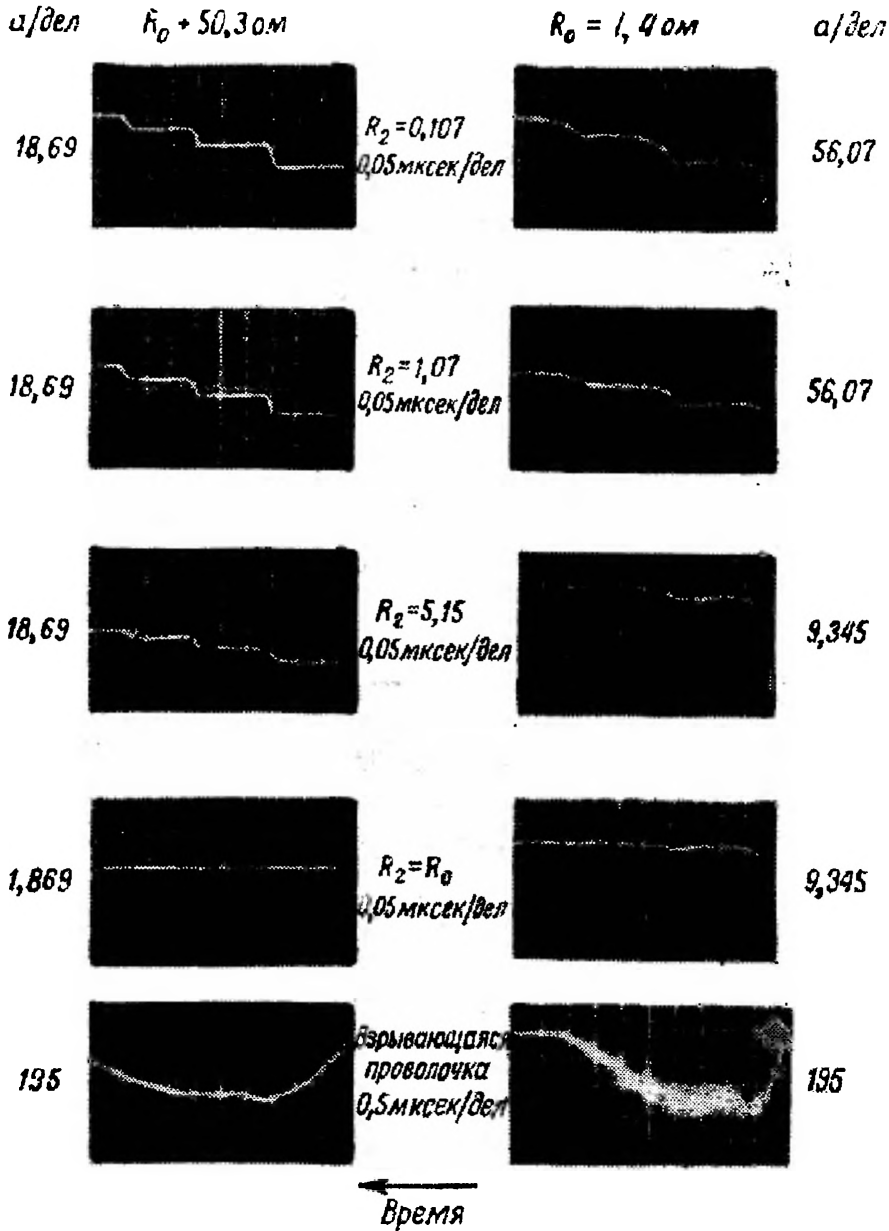 а/дел R₀ + 50,3 ом R₀ = 1,4 ом а/дел
18,69 R₂ = 0,107 56,07
0,05 мксек/дел
18,69 R₂ = 1,07 56,07
0,05 мксек/дел
18,69 R₂ = 5,15 9,345
0,05 мксек/дел
1,869 R₂ = R₀ 9,345
0,05 мксек/дел
Взрывающаяся
195 проволочка 195
0,5 мксек/дел
Время